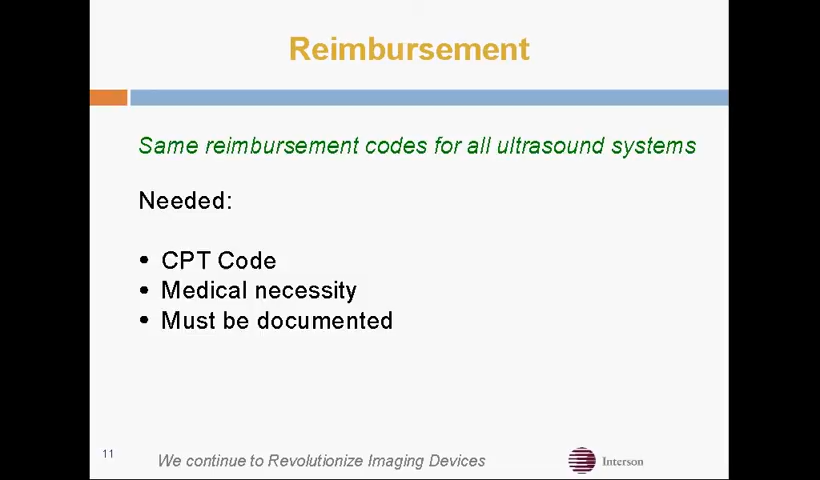 Reimbursement
Same reimbursement codes for all ultrasound systems
Needed:
• CPT Code
• Medical necessity
• Must be documented
11
We continue to Revolutionize Imaging Devices
Interson